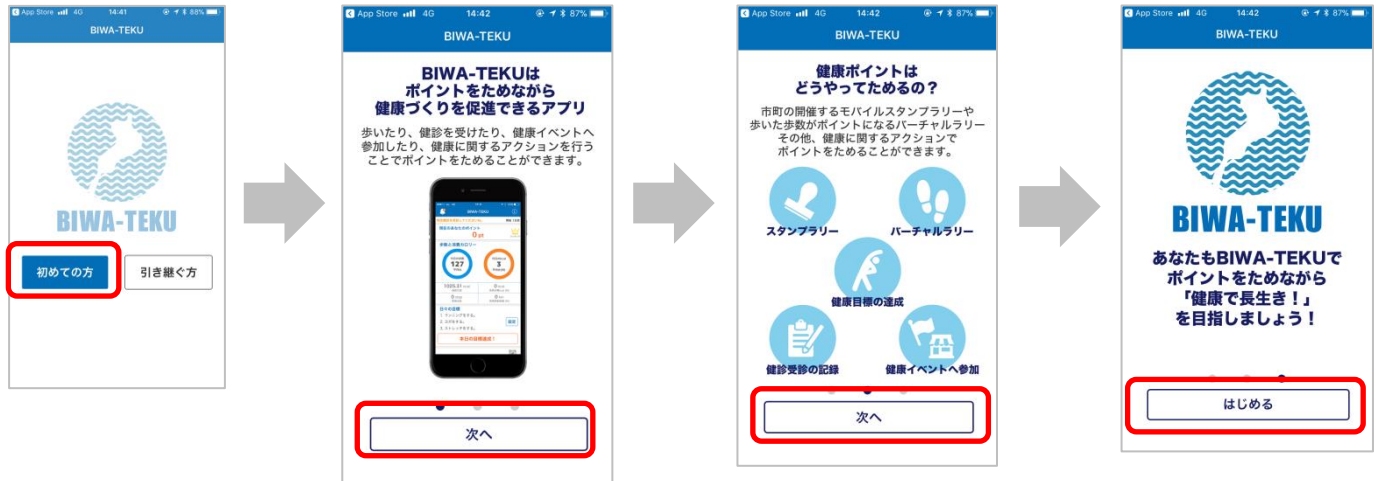 App Store 4G 14:41 88%
BIWA-TEKU
BIWA-TEKU
初めての方
引き継ぐ方
App Store 4G 14:42 87%
BIWA-TEKU
BIWA-TEKUは
ポイントをためながら
健康づくりを促進できるアプリ
歩いたり、健診を受けたり、健康イベントへ
参加したり、健康に関するアクションを行う
ことでポイントをためることができます。
BIWA-TEKU
0 pt
127
3
本日の目標達成！
次へ
App Store 4G 14:42 87%
BIWA-TEKU
健康ポイントは
どうやってためるの？
市町の開催するモバイルスタンプラリーや
歩いた歩数がポイントになるバーチャルラリー
その他、健康に関するアクションで
ポイントをためることができます。
スタンプラリー
バーチャルラリー
健康目標の達成
健診受診の記録
健康イベントへ参加
次へ
App Store 4G 14:42 87%
BIWA-TEKU
BIWA-TEKU
あなたもBIWA-TEKUで
ポイントをためながら
「健康で長生き！」
を目指しましょう！
はじめる